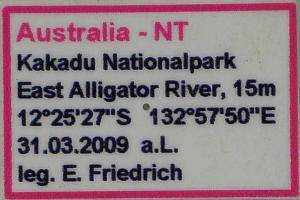 Australia - NT
Kakadu Nationalpark
East Alligator River, 15m
12°25'27"S 132°57'50"E
31.03.2009 a.L.
leg. E. Friedrich